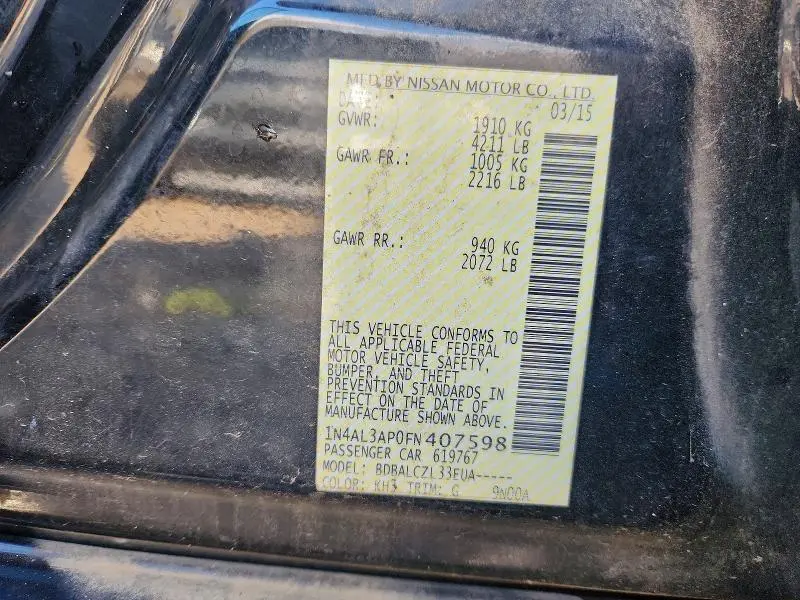 MFD BY NISSAN MOTOR CO., LTD.
DATE: 03/15
GVWR: 1910 KG
4211 LB
GAWR FR.: 1005 KG
2216 LB
GAWR RR.: 940 KG
2072 LB
THIS VEHICLE CONFORMS TO
ALL APPLICABLE FEDERAL
MOTOR VEHICLE SAFETY,
BUMPER, AND THEFT
PREVENTION STANDARDS IN
EFFECT ON THE DATE OF
MANUFACTURE SHOWN ABOVE.
1N4AL3AP0FN407598
PASSENGER CAR 619767
MODEL: BDBALCZL33EUA-----
COLOR: KH3 TRIM: G 9N00A